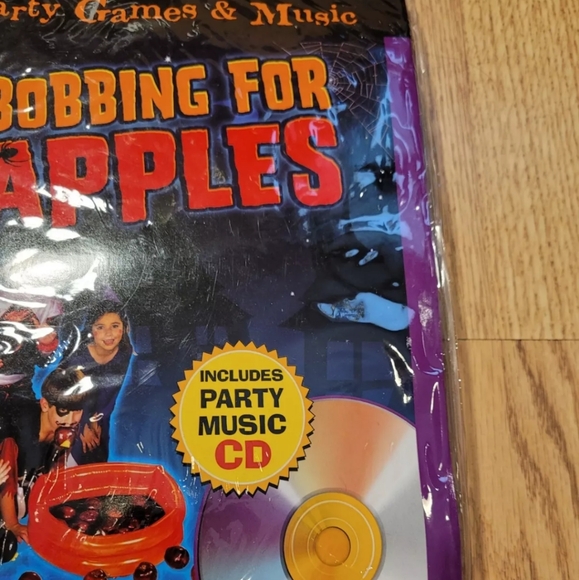 arty Games & Music
BOBBING FOR
APPLES
INCLUDES
PARTY
MUSIC
CD